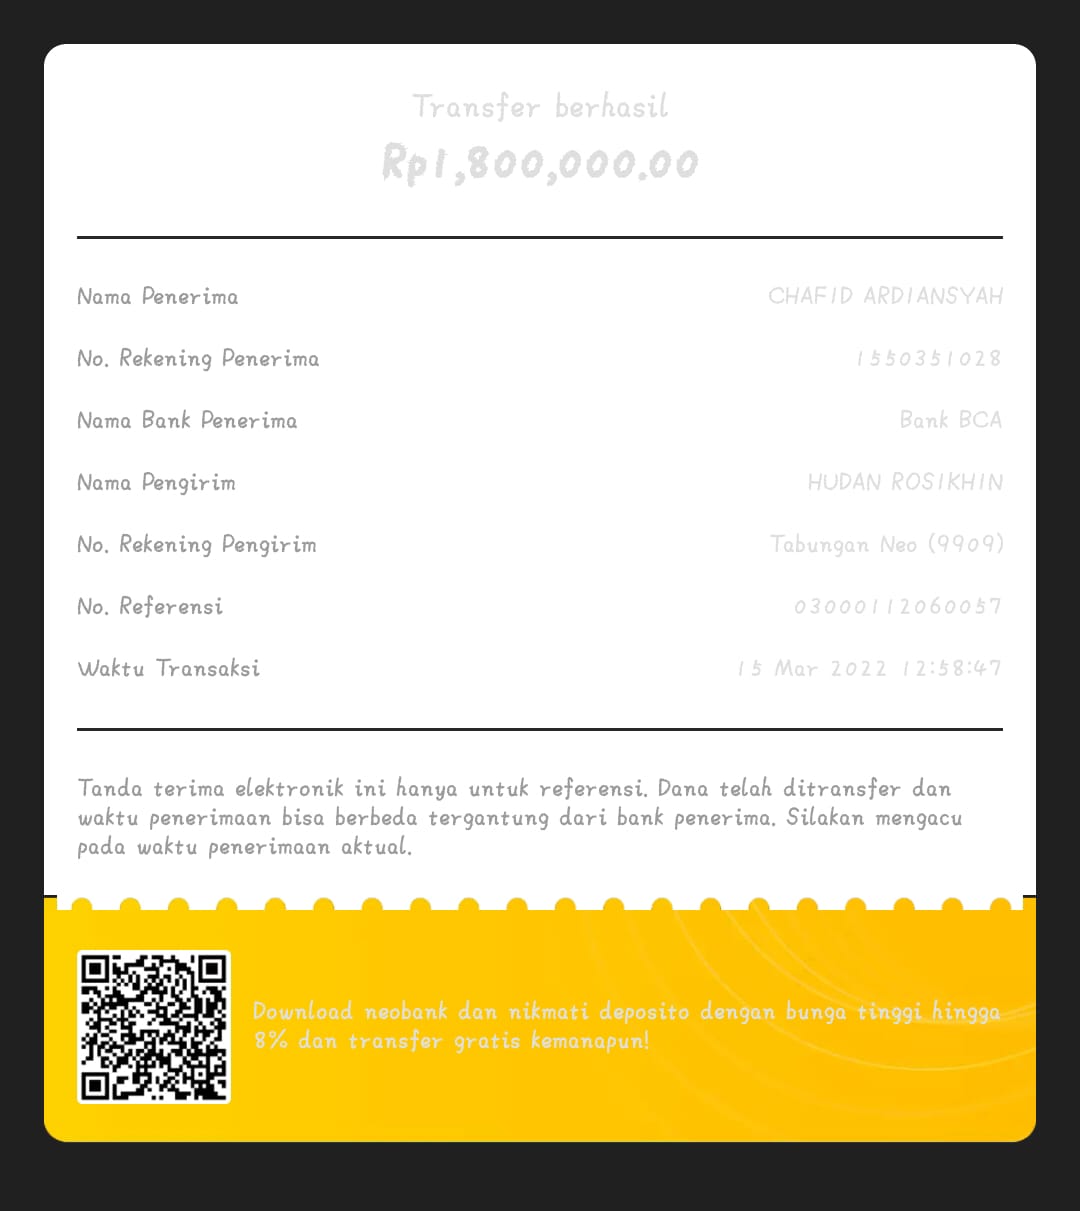 Transfer berhasil
Rp1,800,000.00
Nama Penerima CHAFID ARDIANSYAH
No. Rekening Penerima 1550351028
Nama Bank Penerima Bank BCA
Nama Pengirim HUDAN ROSIKHIN
No. Rekening Pengirim Tabungan Neo (9909)
No. Referensi 03000112060057
Waktu Transaksi 15 Mar 2022 12:58:47
Tanda terima elektronik ini hanya untuk referensi. Dana telah ditransfer dan
waktu penerimaan bisa berbeda tergantung dari bank penerima. Silakan mengacu
pada waktu penerimaan aktual.
Download neobank dan nikmati deposito dengan bunga tinggi hingga
8% dan transfer gratis kemanapun!